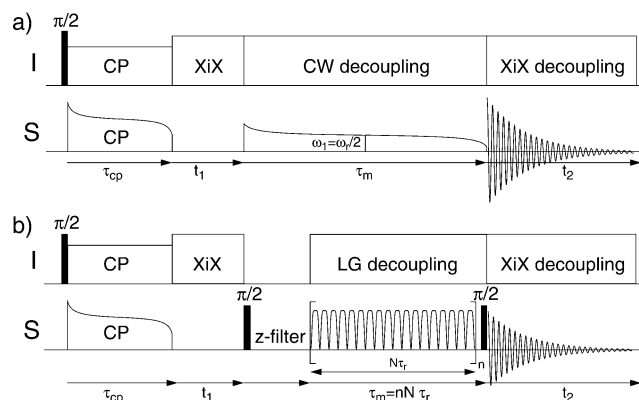 a) π/2
I CP XiX CW decoupling XiX decoupling
S CP ω₁=ωᵣ/2
τcp t₁ τm t₂
b) π/2
I CP XiX LG decoupling XiX decoupling
π/2 π/2
S CP z-filter n
Nτᵣ
τcp t₁ τm=nN τᵣ t₂